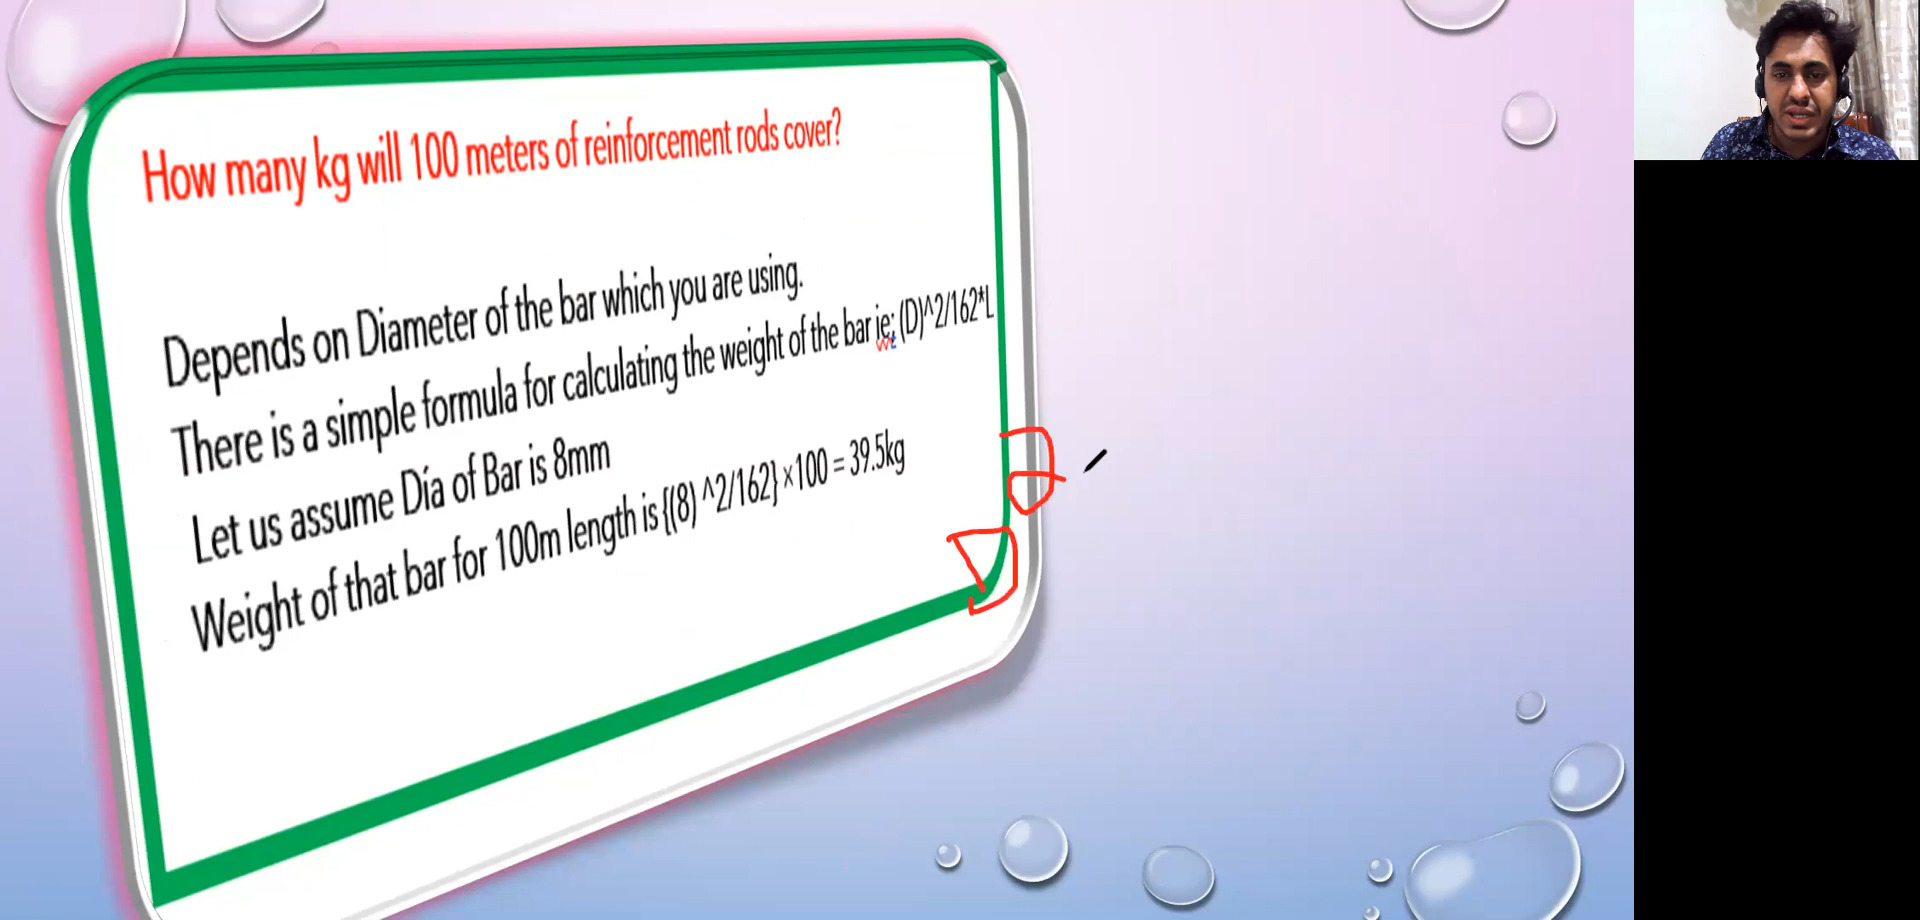 How many kg will 100 meters of reinforcement rods cover?
Depends on Diameter of the bar which you are using.
There is a simple formula for calculating the weight of the bar ie; (D)^2/162*L
Let us assume Día of Bar is 8mm
Weight of that bar for 100m length is {(8) ^2/162} ×100 = 39.5kg